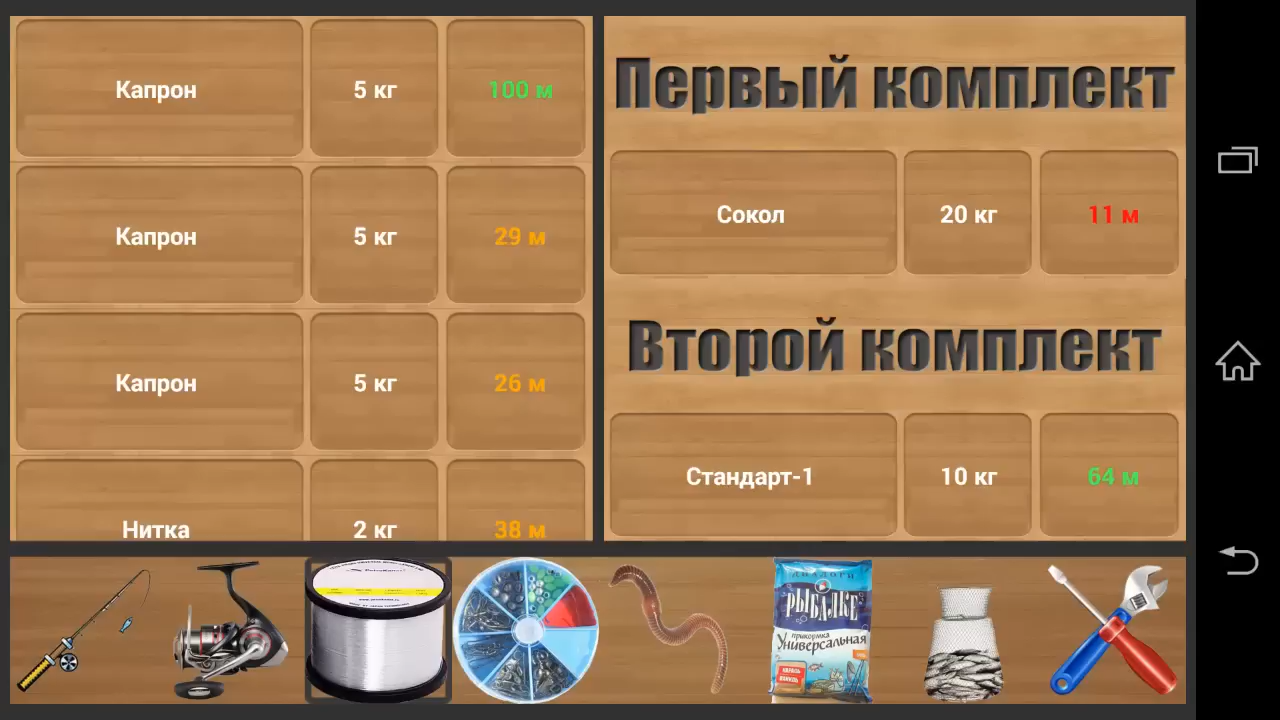 Капрон 5 кг 100 м
Капрон 5 кг 29 м
Капрон 5 кг 26 м
Нитка 2 кг 38 м
Первый комплект
Сокол 20 кг 11 м
Второй комплект
Стандарт-1 10 кг 64 м
ДИАЛОГИ
РЫБАЛКЕ
прикормка
Универсальная